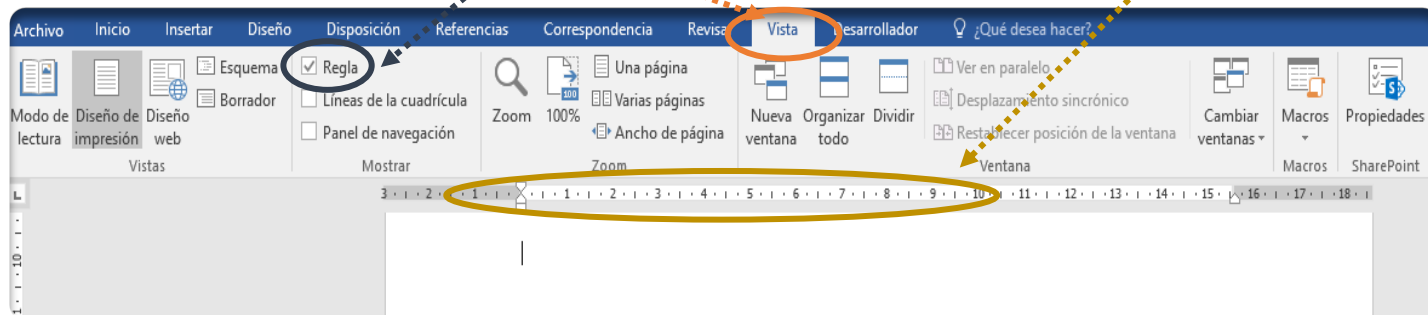 Archivo Inicio Insertar Diseño Disposición Referencias Correspondencia Revisa Vista Desarrollador ¿Qué desea hacer?
Modo de lectura
Diseño de impresión
Diseño web
Esquema
Borrador
Vistas
Regla
Líneas de la cuadrícula
Panel de navegación
Mostrar
Zoom
100
100%
Una página
Varias páginas
Ancho de página
Zoom
Nueva ventana
Organizar todo
Dividir
Ver en paralelo
Desplazamiento sincrónico
Restablecer posición de la ventana
Ventana
Cambiar ventanas
Macros
Macros
Propiedades
SharePoint
L
3 2 1 1 2 3 4 5 6 7 8 9 10 11 12 13 14 15 16 17 18
10